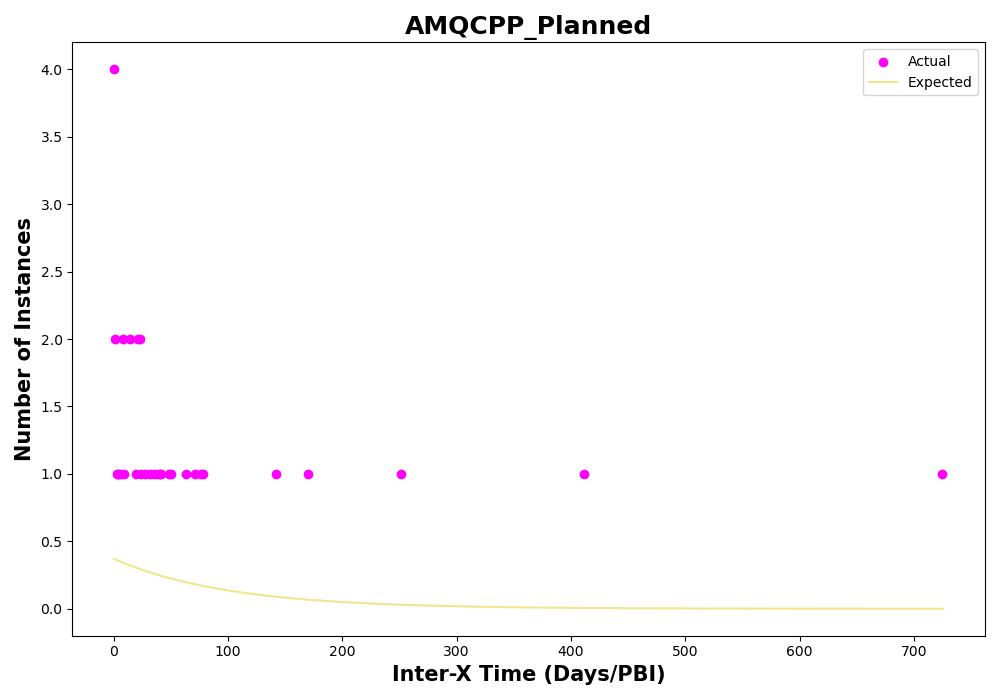 AMQCPP_Planned
Actual
Expected
Number of Instances
4.0
3.5
3.0
2.5
2.0
1.5
1.0
0.5
0.0
0 100 200 300 400 500 600 700
Inter-X Time (Days/PBI)